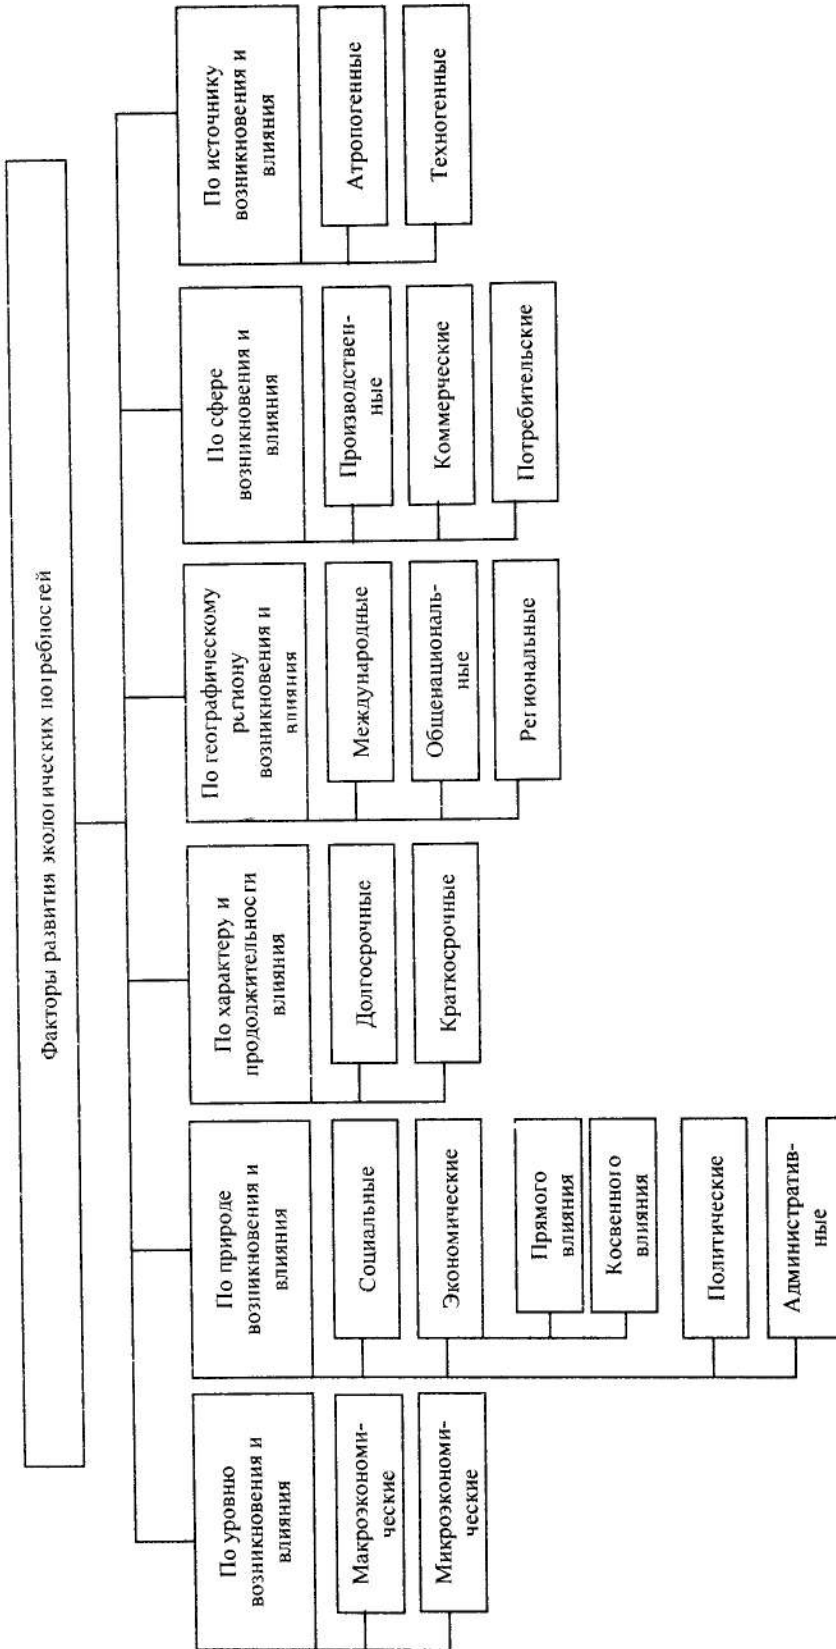 Факторы развития экологических потребностей
По уровню
возникновения и
влияния
Макроэкономи-
ческие
Микроэкономи-
ческие
По природе
возникновения и
влияния
Социальные
Экономические
Прямого
влияния
Косвенного
влияния
Политические
Административ-
ные
По характеру и
продолжительности
влияния
Долгосрочные
Краткосрочные
По географическому
региону
возникновения и
влияния
Международные
Общенациональ-
ные
Региональные
По сфере
возникновения и
влияния
Производствен-
ные
Коммерческие
Потребительские
По источнику
возникновения и
влияния
Атропогенные
Техногенные